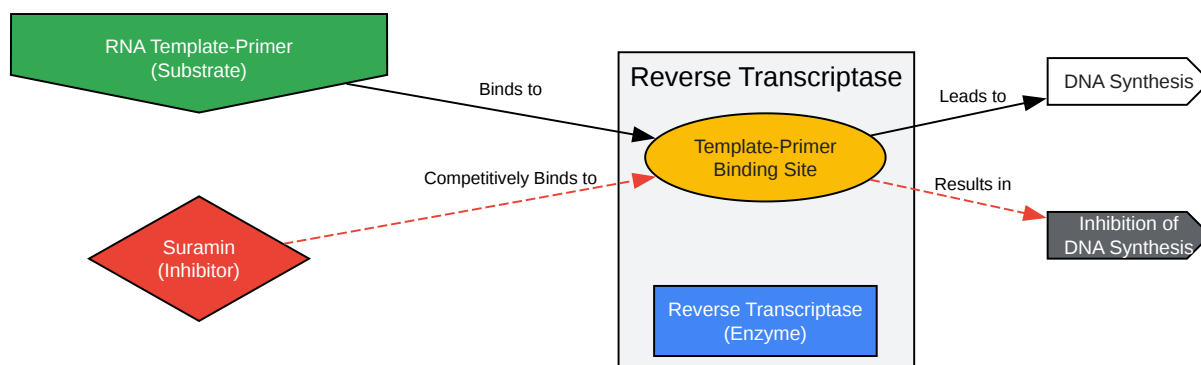 RNA Template-Primer
(Substrate)
Binds to
Reverse Transcriptase
Leads to
DNA Synthesis
Template-Primer
Binding Site
Competitively Binds to
Results in
Suramin
(Inhibitor)
Inhibition of
DNA Synthesis
Reverse Transcriptase
(Enzyme)